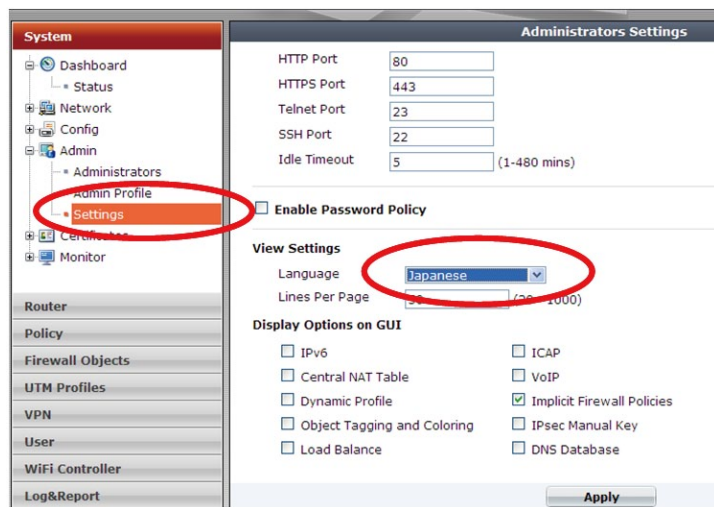 System
Dashboard
Status
Network
Config
Admin
Administrators
Admin Profile
Settings
Certificates
Monitor
Router
Policy
Firewall Objects
UTM Profiles
VPN
User
WiFi Controller
Log&Report
Administrators Settings
HTTP Port 80
HTTPS Port 443
Telnet Port 23
SSH Port 22
Idle Timeout 5 (1-480 mins)
Enable Password Policy
View Settings
Language Japanese
Lines Per Page 50 (20 - 1000)
Display Options on GUI
IPv6 ICAP
Central NAT Table VoIP
Dynamic Profile Implicit Firewall Policies
Object Tagging and Coloring IPsec Manual Key
Load Balance DNS Database
Apply